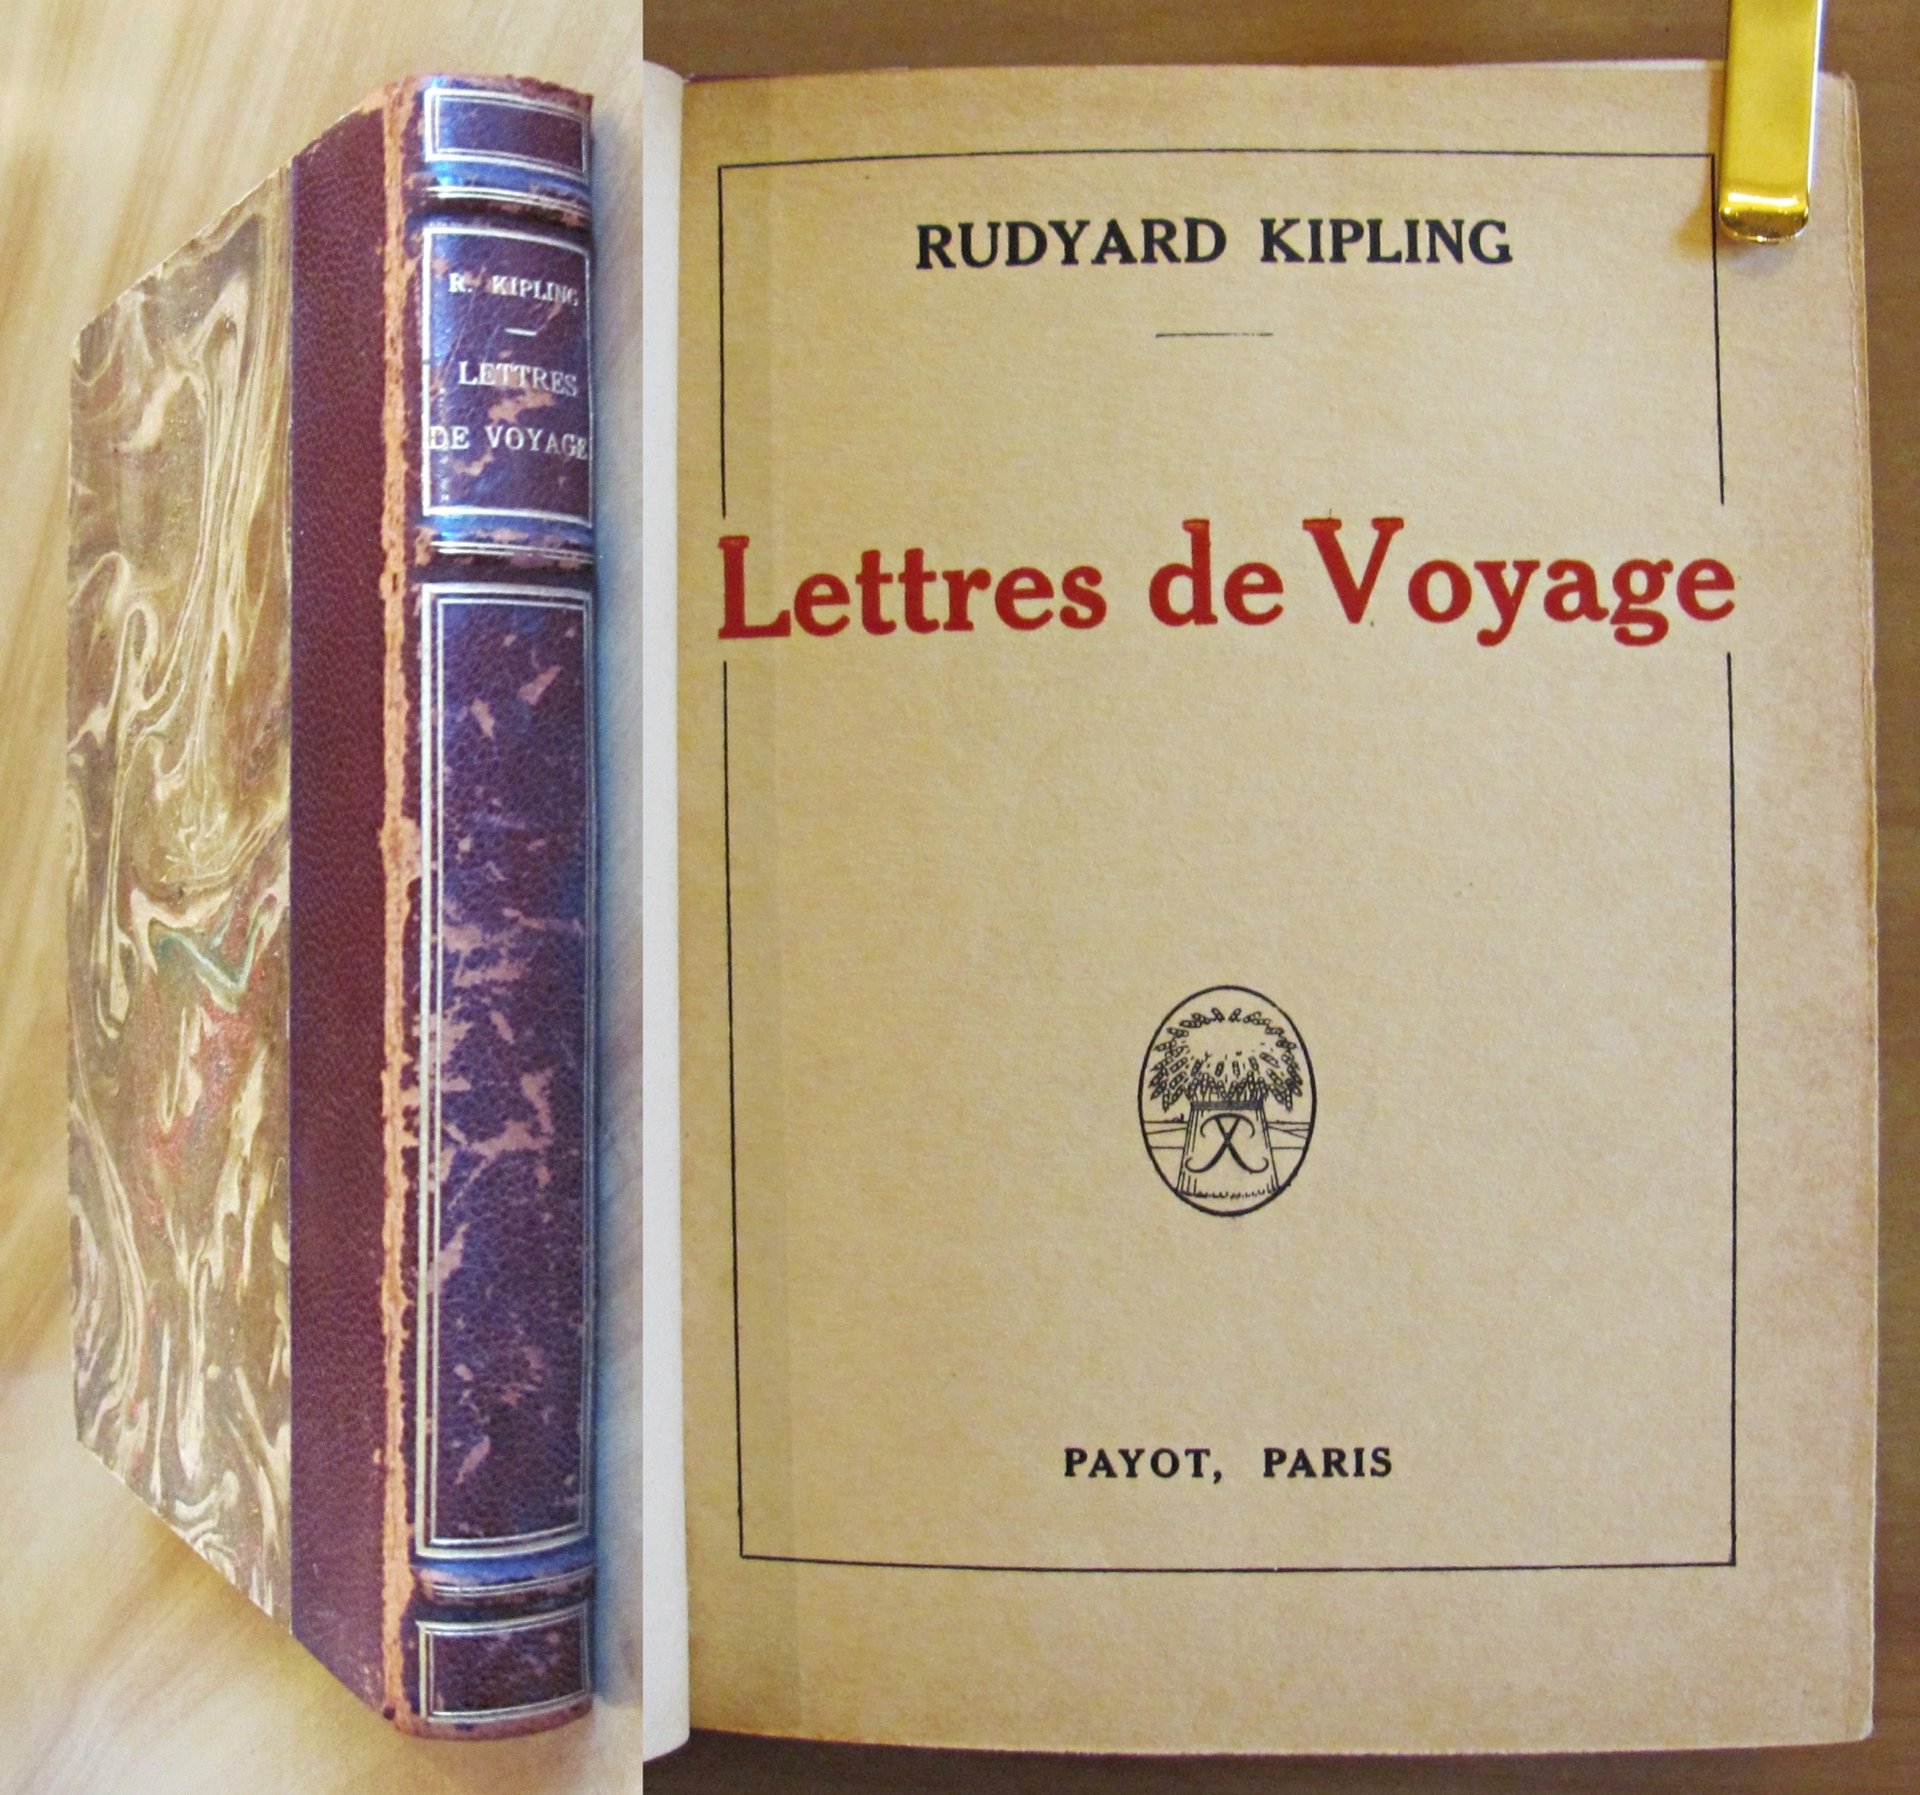 R. KIPLING
LETTRES
DE VOYAGE
RUDYARD KIPLING
Lettres de Voyage
PAYOT, PARIS